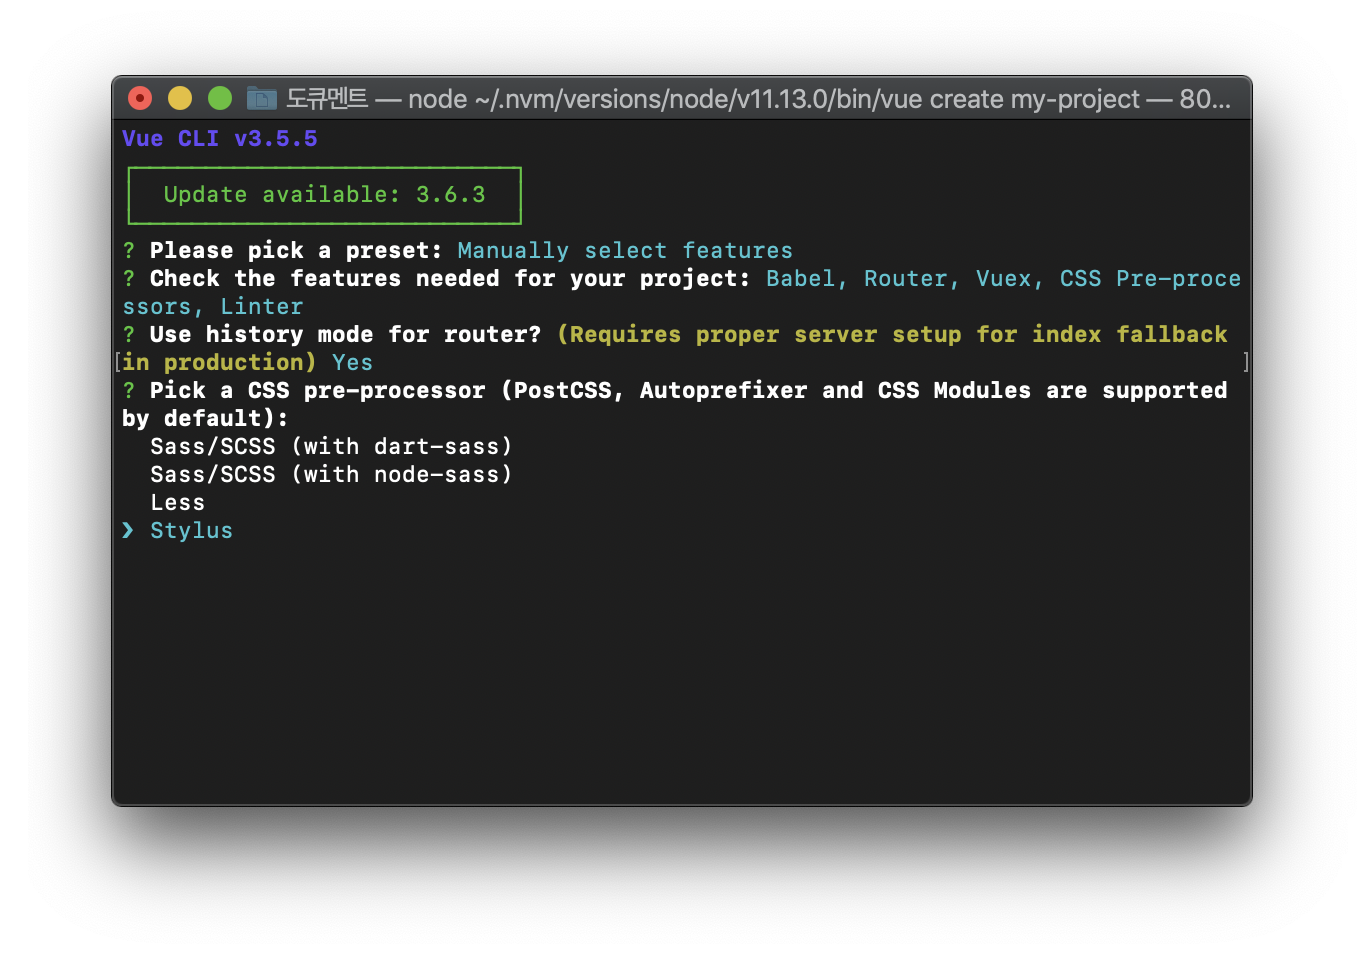 도큐멘트 — node ~/.nvm/versions/node/v11.13.0/bin/vue create my-project — 80...
Vue CLI v3.5.5
Update available: 3.6.3
? Please pick a preset: Manually select features
? Check the features needed for your project: Babel, Router, Vuex, CSS Pre-proce
ssors, Linter
? Use history mode for router? (Requires proper server setup for index fallback
[in production) Yes ]
? Pick a CSS pre-processor (PostCSS, Autoprefixer and CSS Modules are supported
by default):
Sass/SCSS (with dart-sass)
Sass/SCSS (with node-sass)
Less
❯ Stylus